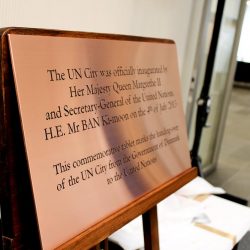 The UN City was officially inaugurated by
Her Majesty Queen Margrethe II
and Secretary-General of the United Nations,
H.E. Mr BAN Ki-moon on the 4th of July 2013
This commemorative tablet marks the handing-over
of the UN City from the Government of Denmark
to the United Nations